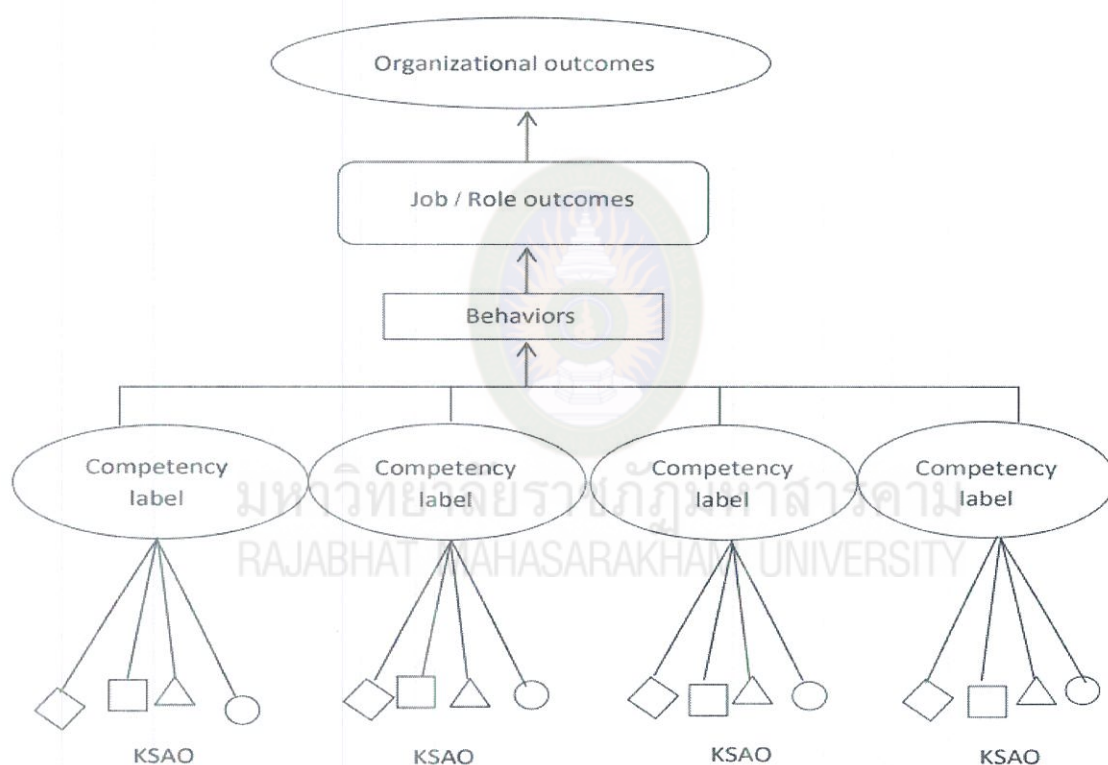 Organizational outcomes
Job / Role outcomes
Behaviors
Competency
label
Competency
label
Competency
label
Competency
label
มหาวิทยาลัยราชภัฏมหาสารคาม
RAJABHAT MAHASARAKHAM UNIVERSITY
KSAO
KSAO
KSAO
KSAO